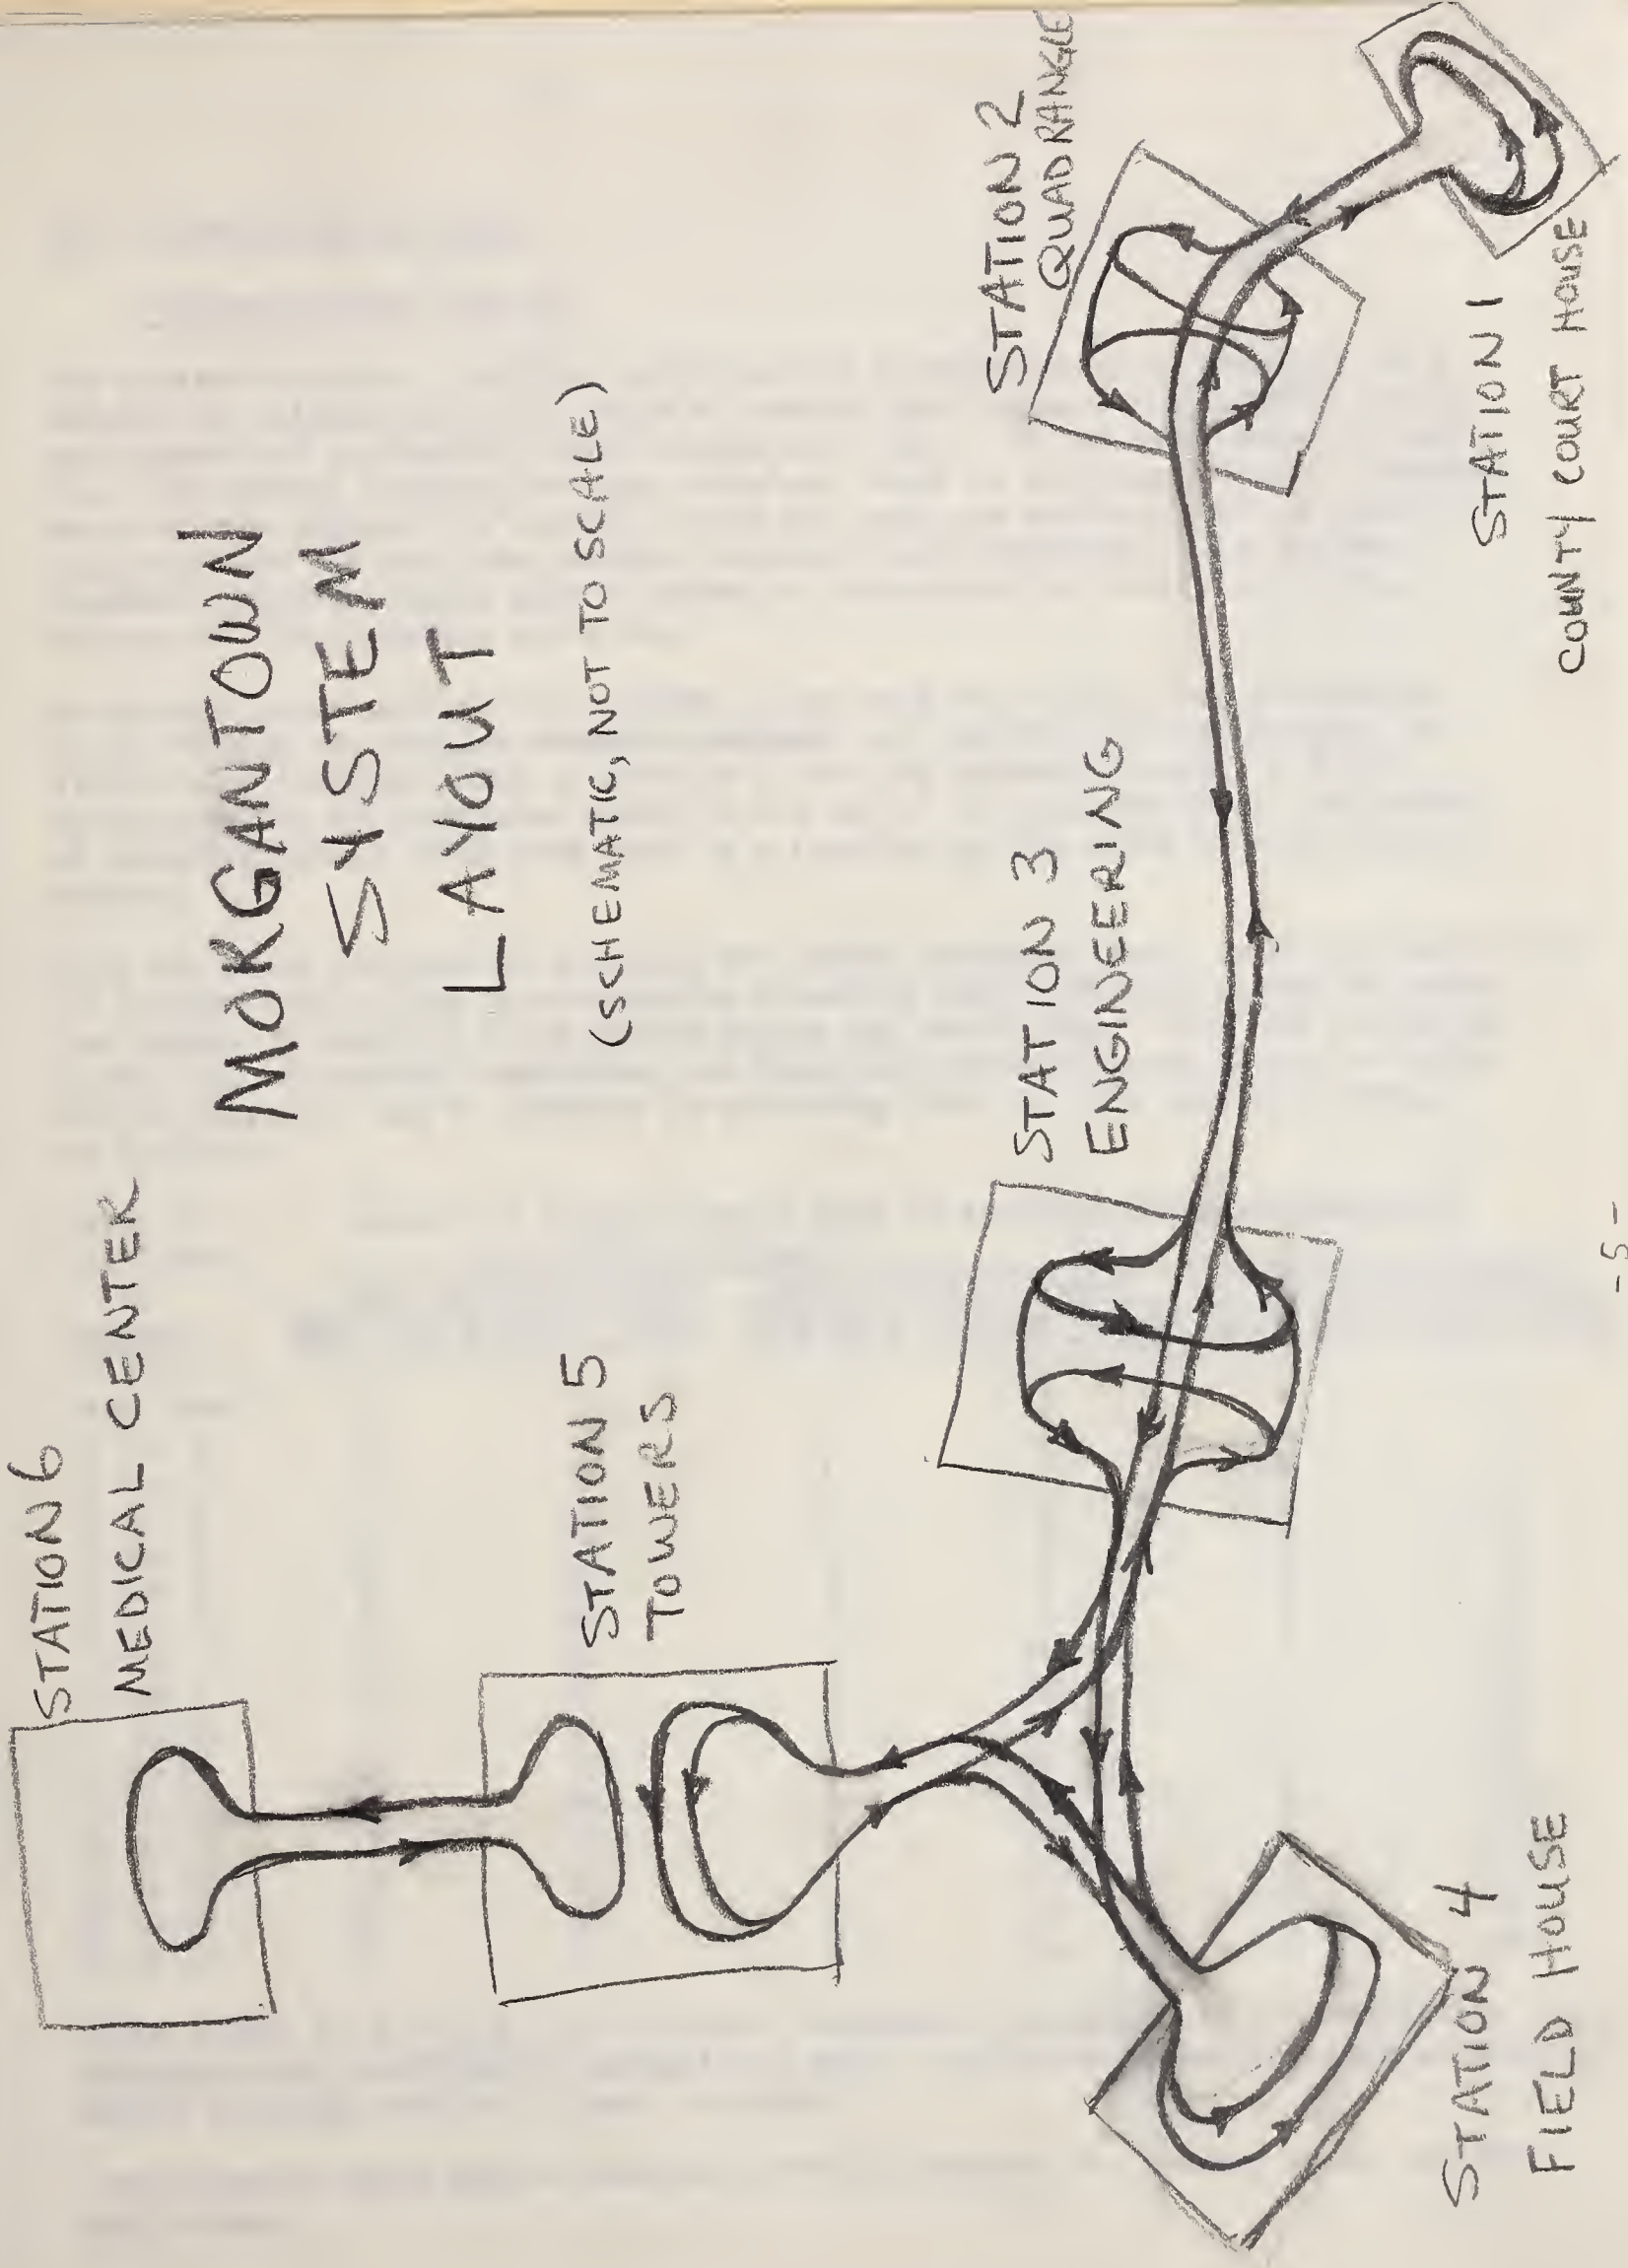 MORGANTOWN
SYSTEM
LAYOUT
(SCHEMATIC, NOT TO SCALE)
STATION 6
MEDICAL CENTER
STATION 5
TOWERS
STATION 3
ENGINEERING
STATION 2
QUADRANGLE
STATION 4
FIELD HOUSE
STATION 1
COUNTY COURT HOUSE
-5-